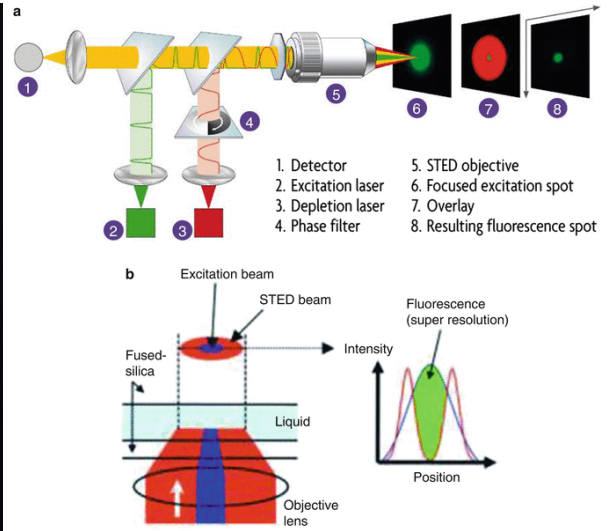 a
1
2
3
4
5
6
7
8
1. Detector
2. Excitation laser
3. Depletion laser
4. Phase filter
5. STED objective
6. Focused excitation spot
7. Overlay
8. Resulting fluorescence spot
b
Excitation beam
STED beam
Fused-
silica
Liquid
Objective
lens
Fluorescence
(super resolution)
Intensity
Position